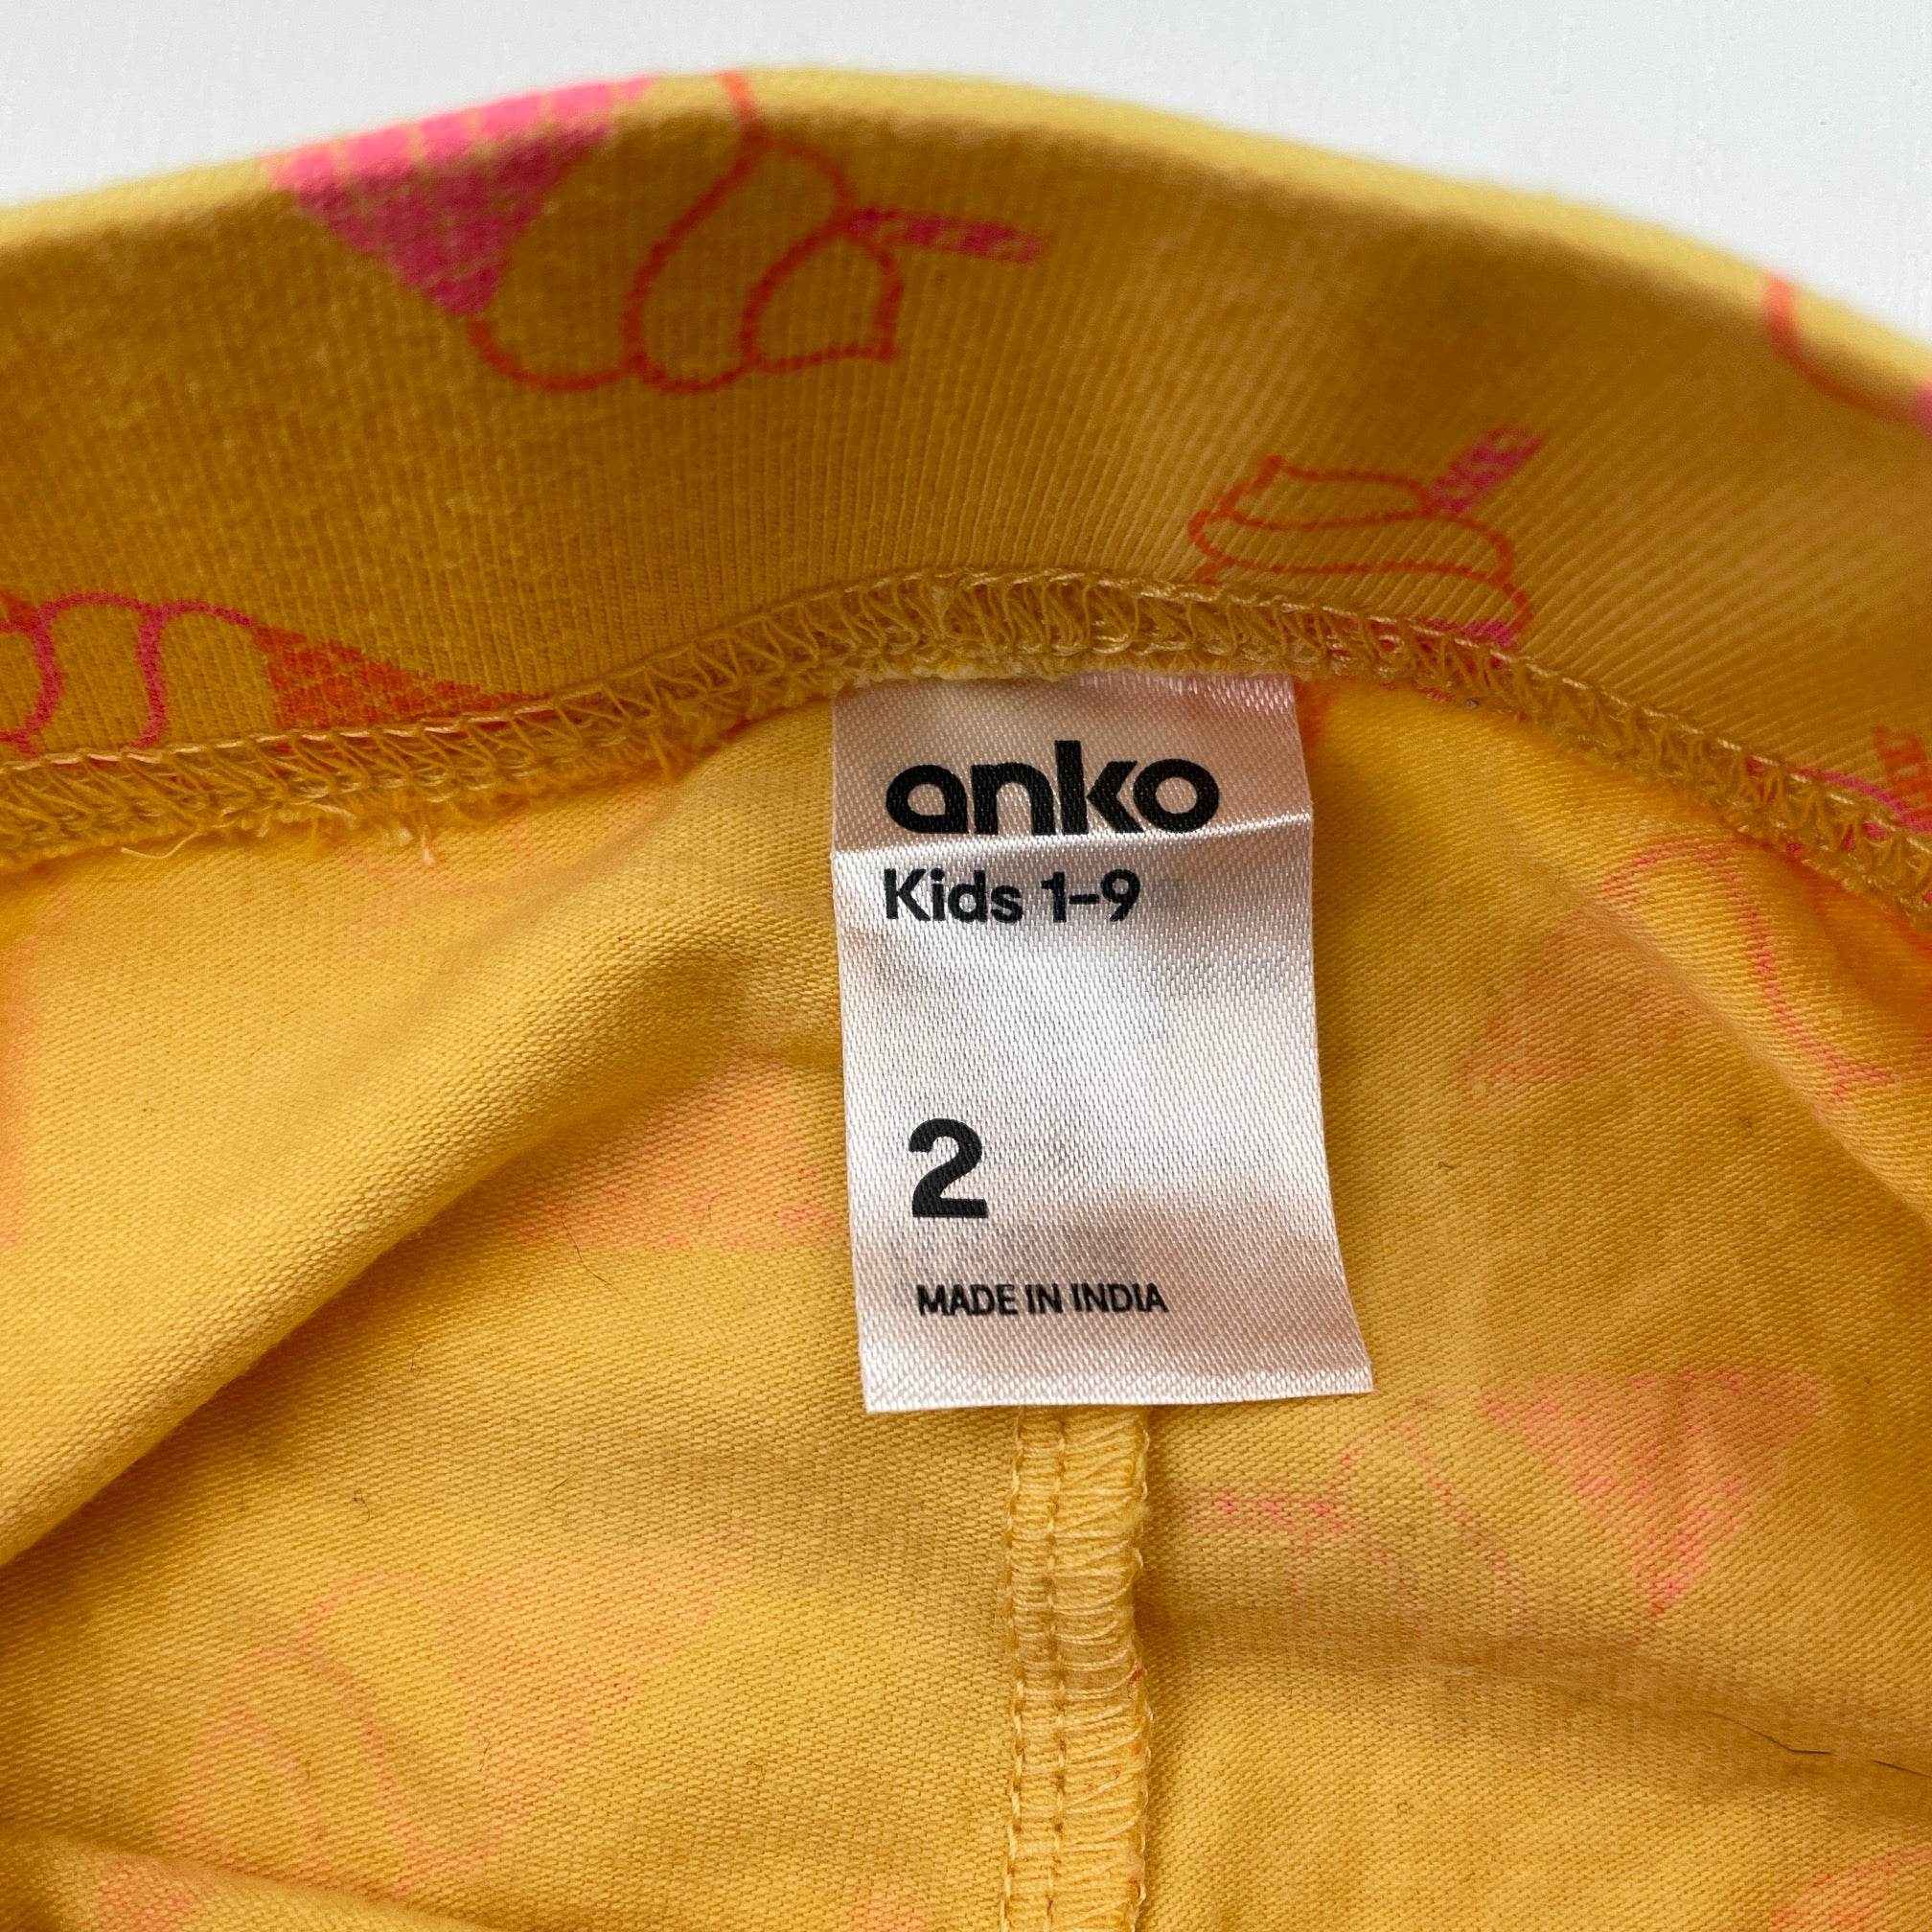 anko
Kids 1-9
2
MADE IN INDIA